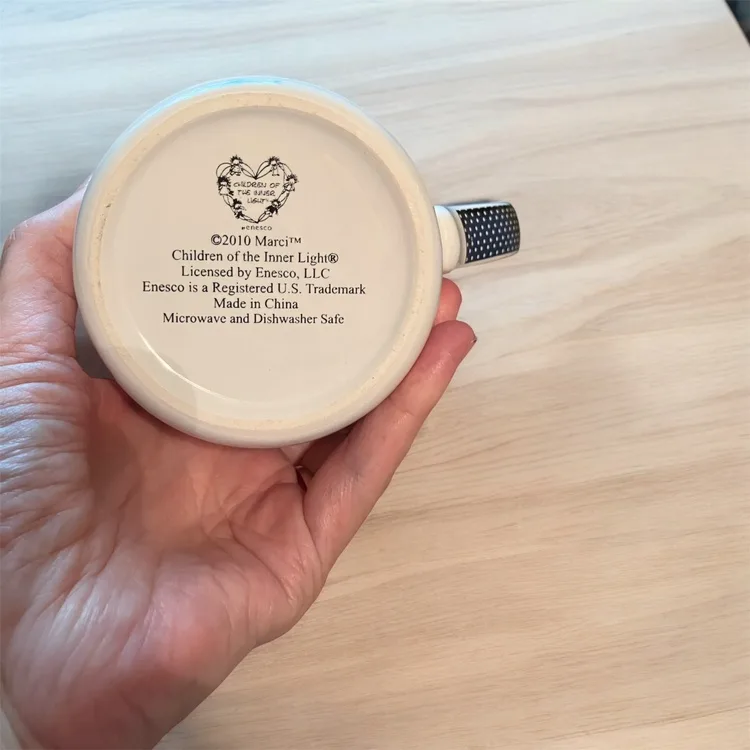 CHILDREN OF
THE INNER
LIGHT
enesco
©2010 Marci™
Children of the Inner Light®
Licensed by Enesco, LLC
Enesco is a Registered U.S. Trademark
Made in China
Microwave and Dishwasher Safe